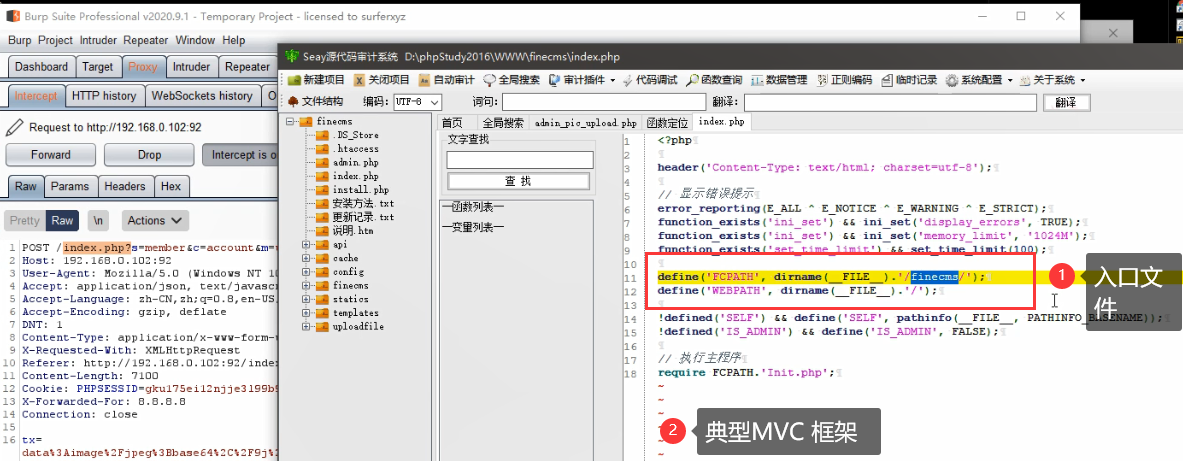 Burp Suite Professional v2020.9.1 - Temporary Project - licensed to surferxyz
Burp Project Intruder Repeater Window Help
Dashboard Target Proxy Intruder Repeater
Intercept HTTP history WebSockets history
Request to http://192.168.0.102:92
Forward Drop Intercept is o
Raw Params Headers Hex
Pretty Raw \n Actions
1 POST /index.php?s=member&c=account&m=
2 Host: 192.168.0.102:92
3 User-Agent: Mozilla/5.0 (Windows NT 10
4 Accept: application/json, text/javasc
5 Accept-Language: zh-CN,zh;q=0.8,en-US
6 Accept-Encoding: gzip, deflate
7 DNT: 1
8 Content-Type: application/x-www-form-
9 X-Requested-With: XMLHttpRequest
10 Referer: http://192.168.0.102:92/inde
11 Content-Length: 7100
12 Cookie: PHPSESSID=gku175ei12njje3199b
13 X-Forwarded-For: 8.8.8.8
14 Connection: close
15
16 tx=
data%3Aimage%2Fjpeg%3Bbase64%2C%2F9j%
Seay源代码审计系统 D:\phpStudy2016\WWW\finecms\index.php
新建项目 关闭项目 自动审计 全局搜索 审计插件 代码调试 函数查询 数据管理 正则编码 临时记录 系统配置 关于系统
文件结构 编码: UTF-8 词句: 翻译: 翻译
finecms
.DS_Store
.htaccess
admin.php
index.php
install.php
安装方法.txt
更新记录.txt
说明.htm
api
cache
config
finecms
statics
templates
uploadfile
首页 全局搜索 admin_pic_upload.php 函数定位 index.php
文字查找
查 找
—函数列表—
—变量列表—
1 <?php
2
3 header('Content-Type: text/html; charset=utf-8');
4
5 // 显示错误提示
6 error_reporting(E_ALL ^ E_NOTICE ^ E_WARNING ^ E_STRICT);
7 function_exists('ini_set') && ini_set('display_errors', TRUE);
8 function_exists('ini_set') && ini_set('memory_limit', '1024M');
9 function_exists('set_time_limit') && set_time_limit(100);
10
11 define('FCPATH', dirname(__FILE__).'/finecms/');
12 define('WEBPATH', dirname(__FILE__).'/');
13
14 !defined('SELF') && define('SELF', pathinfo(__FILE__, PATHINFO_BASENAME));
15 !defined('IS_ADMIN') && define('IS_ADMIN', FALSE);
16
17 // 执行主程序
18 require FCPATH.'Init.php';
~
~
~
~
~
~
1 入口文
件
2 典型MVC 框架